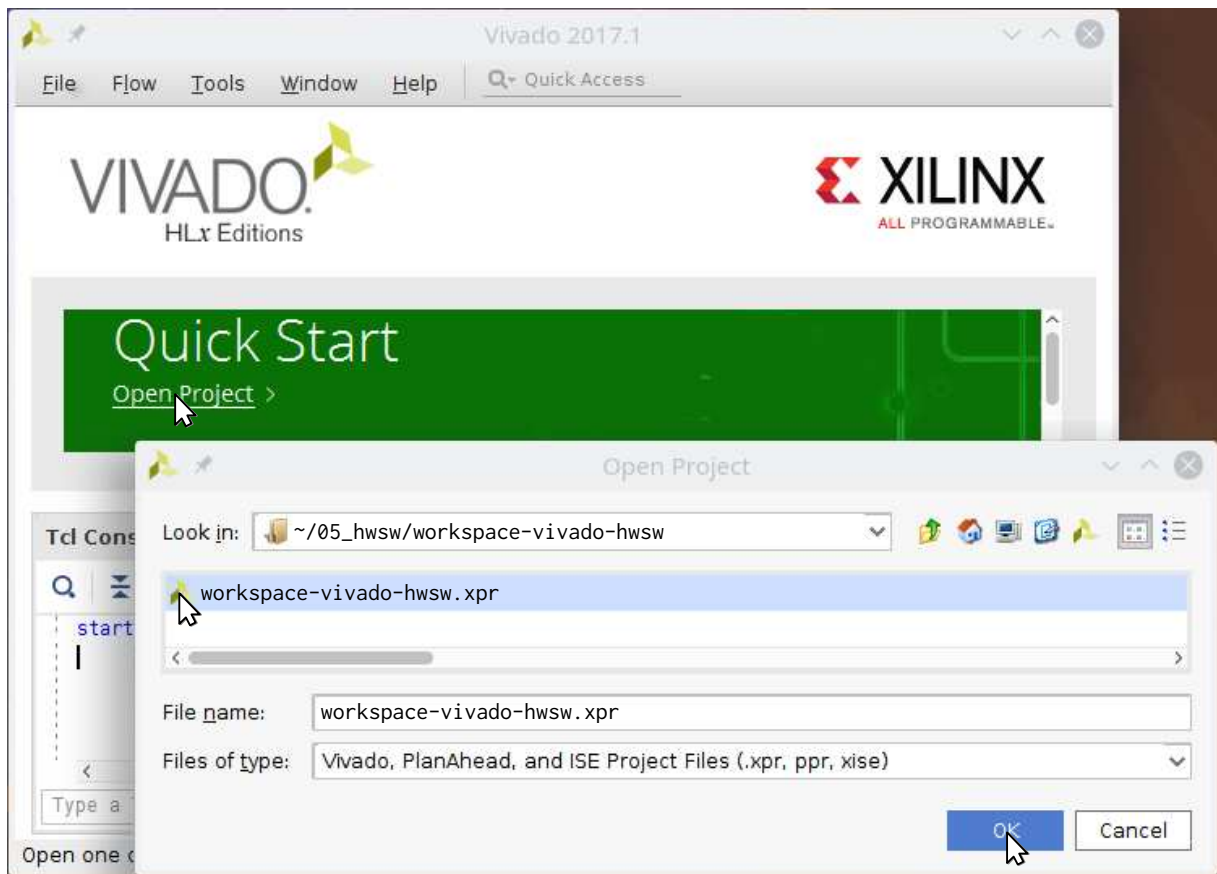 Vivado 2017.1
File Flow Tools Window Help Quick Access
VIVADO.
HLx Editions
XILINX
ALL PROGRAMMABLE™
Quick Start
Open Project >
Open Project
Tcl Cons
Look in: ~/05_hwsw/workspace-vivado-hwsw
workspace-vivado-hwsw.xpr
start
File name: workspace-vivado-hwsw.xpr
Files of type: Vivado, PlanAhead, and ISE Project Files (.xpr, ppr, xise)
Type a
OK Cancel
Open one